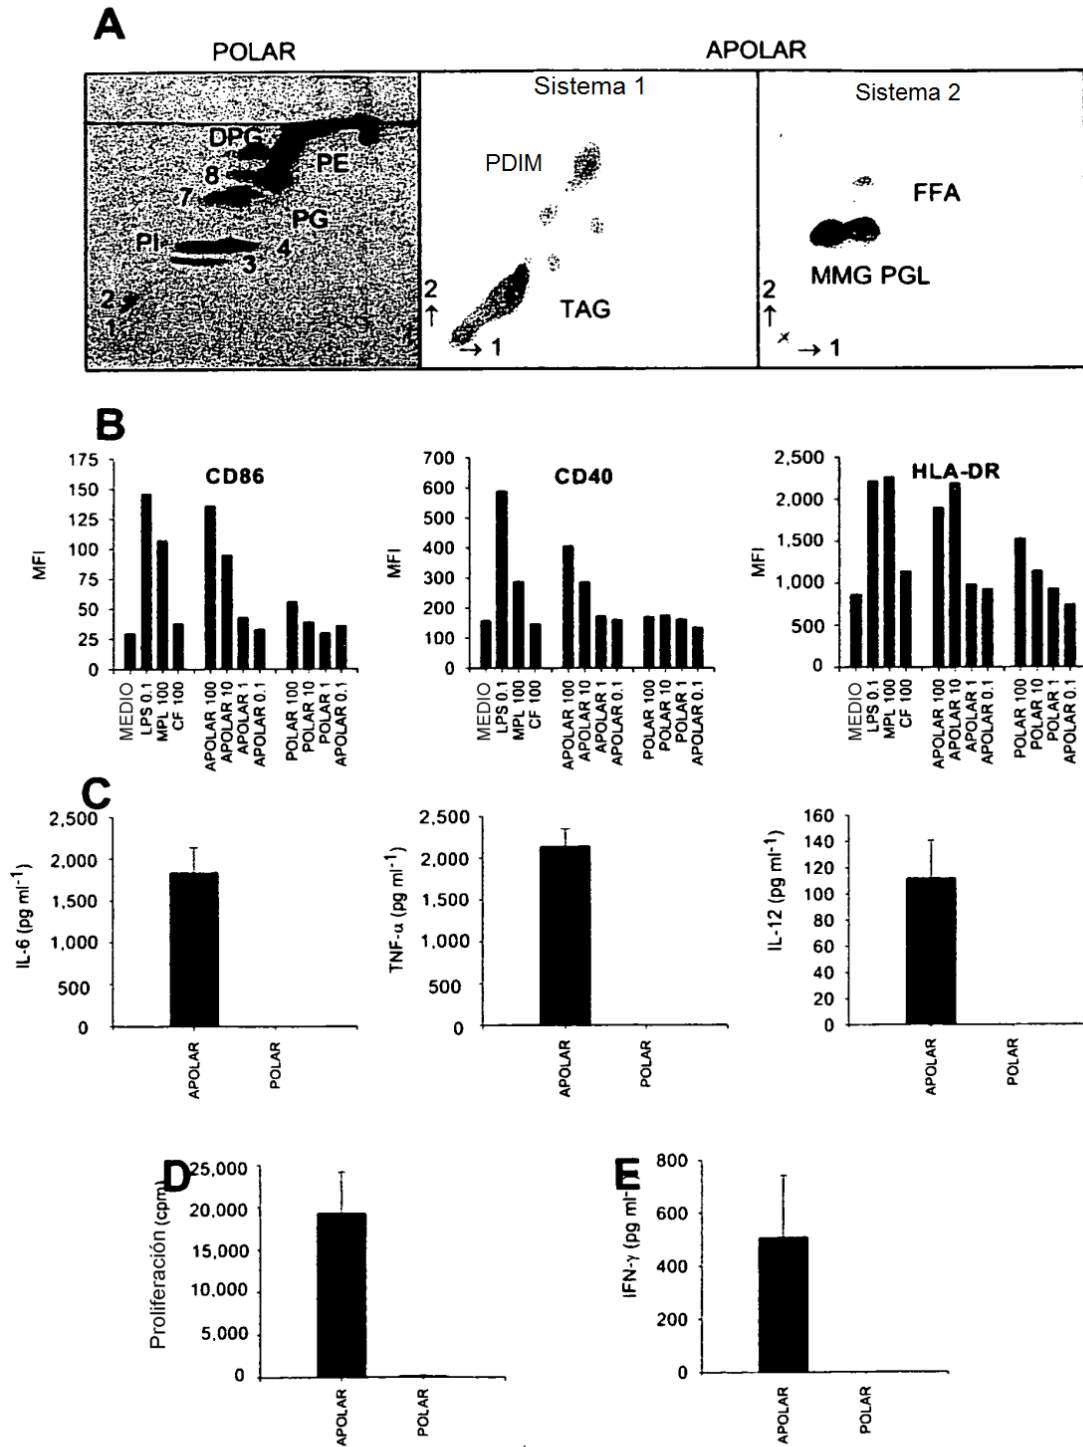 A
POLAR
APOLAR
DPG
PE
8
7
PG
PI
4
3
2
1
Sistema 1
PDIM
TAG
2
↑
→ 1
Sistema 2
FFA
MMG PGL
2
↑
→ 1
B
CD86
MFI
175
150
125
100
75
50
25
0
MEDIO
LPS 0.1
MPL 100
CF 100
APOLAR 100
APOLAR 10
APOLAR 1
APOLAR 0.1
POLAR 100
POLAR 10
POLAR 1
APOLAR 0.1
CD40
MFI
700
600
500
400
300
200
100
0
MEDIO
LPS 0.1
MPL 100
CF 100
APOLAR 100
APOLAR 10
APOLAR 1
APOLAR 0.1
POLAR 100
POLAR 10
POLAR 1
APOLAR 0.1
HLA-DR
MFI
2,500
2,000
1,500
1,000
500
0
MEDIO
LPS 0.1
MPL 100
CF 100
APOLAR 100
APOLAR 10
APOLAR 1
APOLAR 0.1
POLAR 100
POLAR 10
POLAR 1
APOLAR 0.1
C
IL-6 (pg ml-1)
2,500
2,000
1,500
1,000
500
0
APOLAR
POLAR
TNF-α (pg ml-1)
2,500
2,000
1,500
1,000
500
0
APOLAR
POLAR
IL-12 (pg ml-1)
160
140
120
100
80
60
40
20
0
APOLAR
POLAR
D
Proliferación (cpm)
25,000
20,000
15,000
10,000
5,000
0
APOLAR
POLAR
E
IFN-γ (pg ml-1)
800
600
400
200
0
APOLAR
POLAR